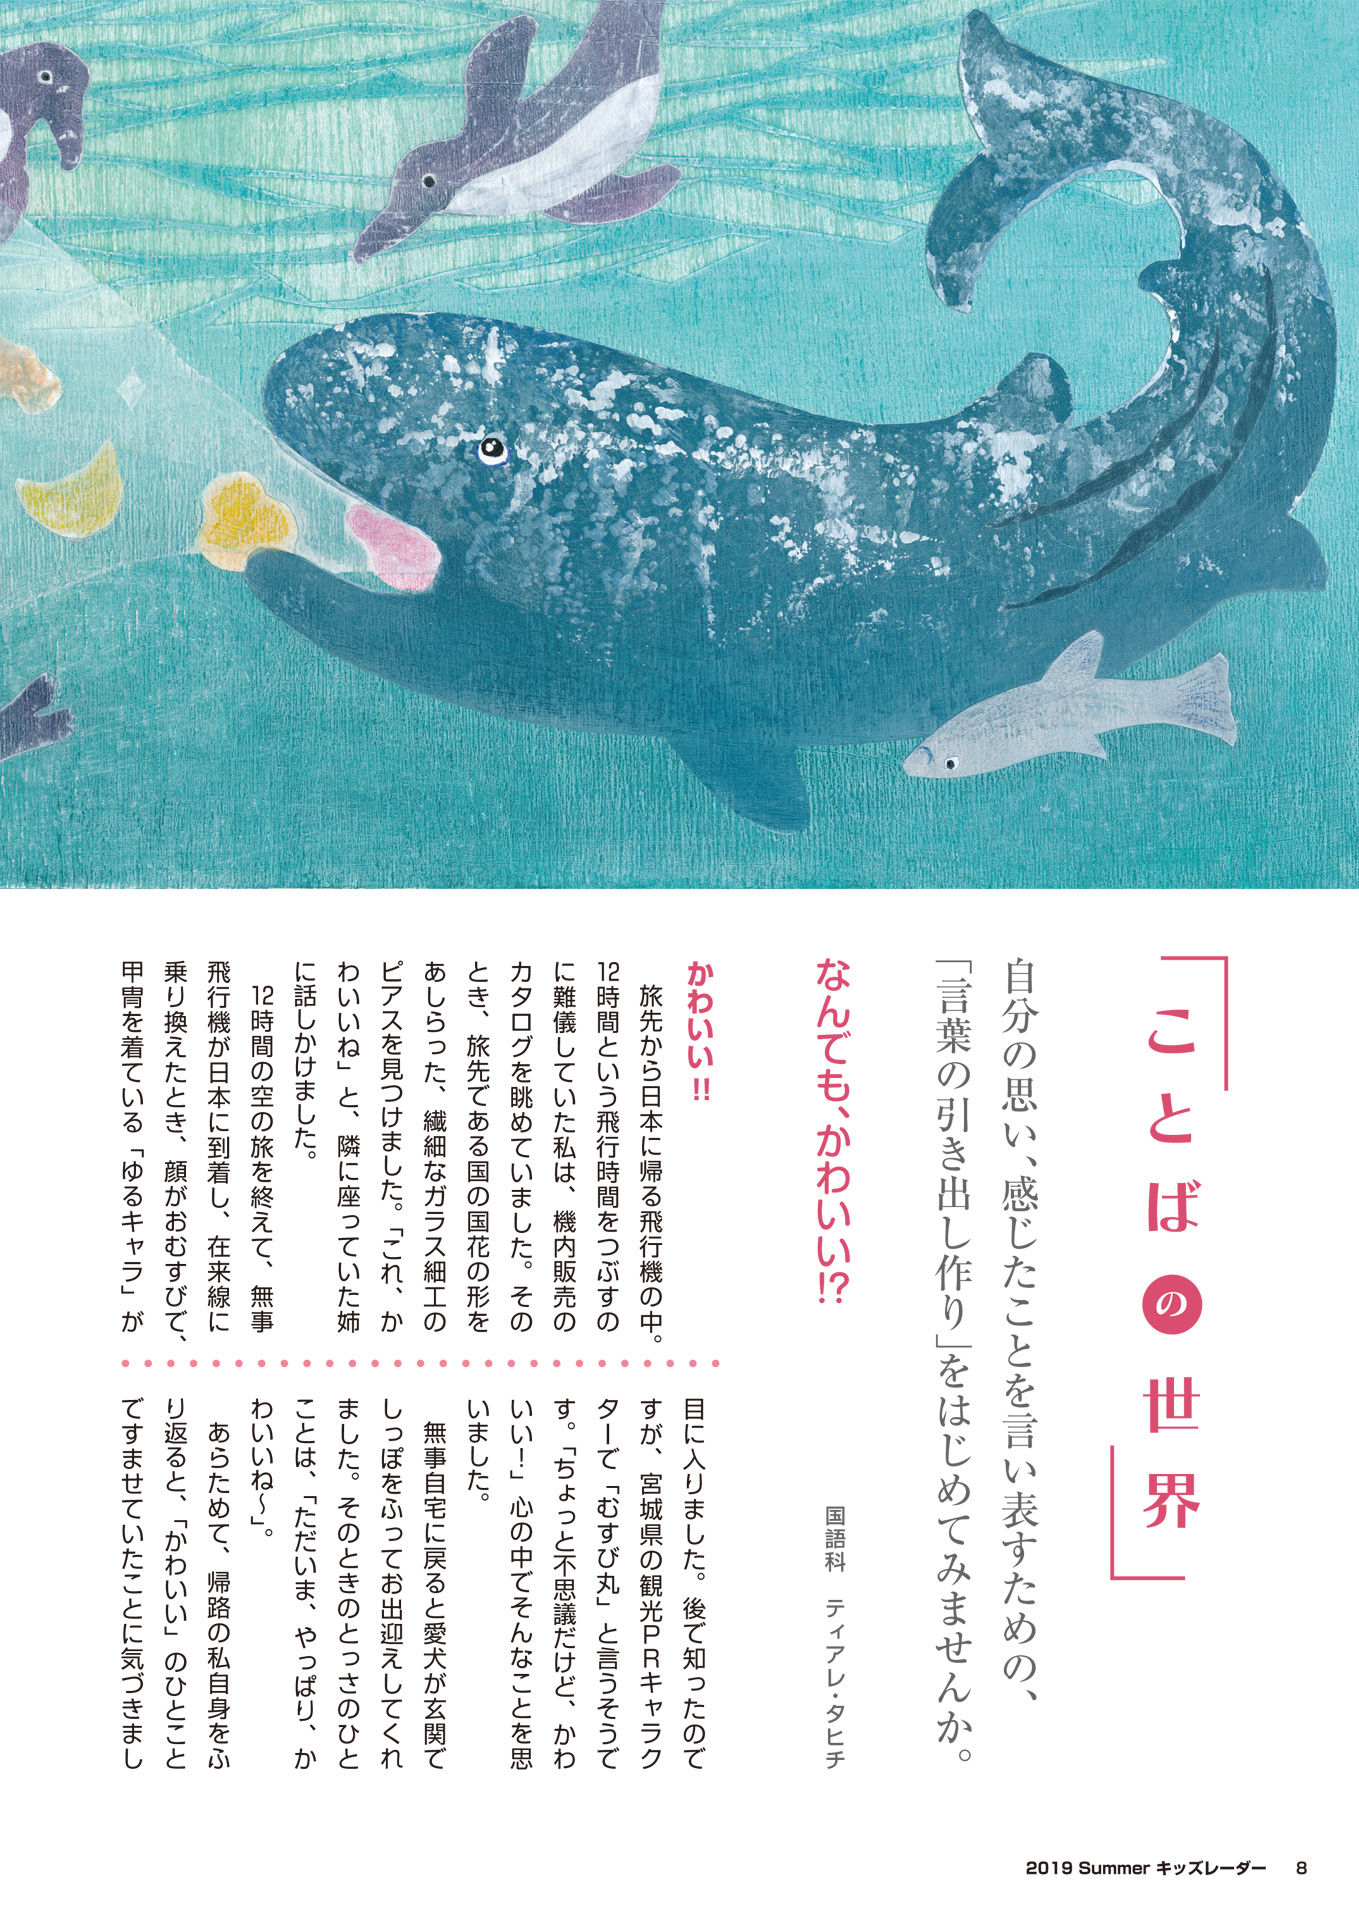 「ことばの世界」
自分の思い、感じたことを言い表すための、
「言葉の引き出し作り」をはじめてみませんか。
なんでも、かわいい!?
国語科　ティアレ・タヒチ
かわいい!!
　旅先から日本に帰る飛行機の中。
12時間という飛行時間をつぶすの
に難儀していた私は、機内販売の
カタログを眺めていました。その
とき、旅先である国の国花の形を
あしらった、繊細なガラス細工の
ピアスを見つけました。「これ、か
わいいね」と、隣に座っていた姉
に話しかけました。
　12時間の空の旅を終えて、無事
飛行機が日本に到着し、在来線に
乗り換えたとき、顔がおむすびで、
甲冑を着ている「ゆるキャラ」が
目に入りました。後で知ったので
すが、宮城県の観光PRキャラク
ターで「むすび丸」と言うそうで
す。「ちょっと不思議だけど、かわ
いい！」心の中でそんなことを思
いました。
　無事自宅に戻ると愛犬が玄関で
しっぽをふってお出迎えしてくれ
ました。そのときのとっさのひと
ことは、「ただいま、やっぱり、か
わいいね〜」。
　あらためて、帰路の私自身をふ
り返ると、「かわいい」のひとこと
ですませていたことに気づきまし
2019 Summer キッズレーダー　8